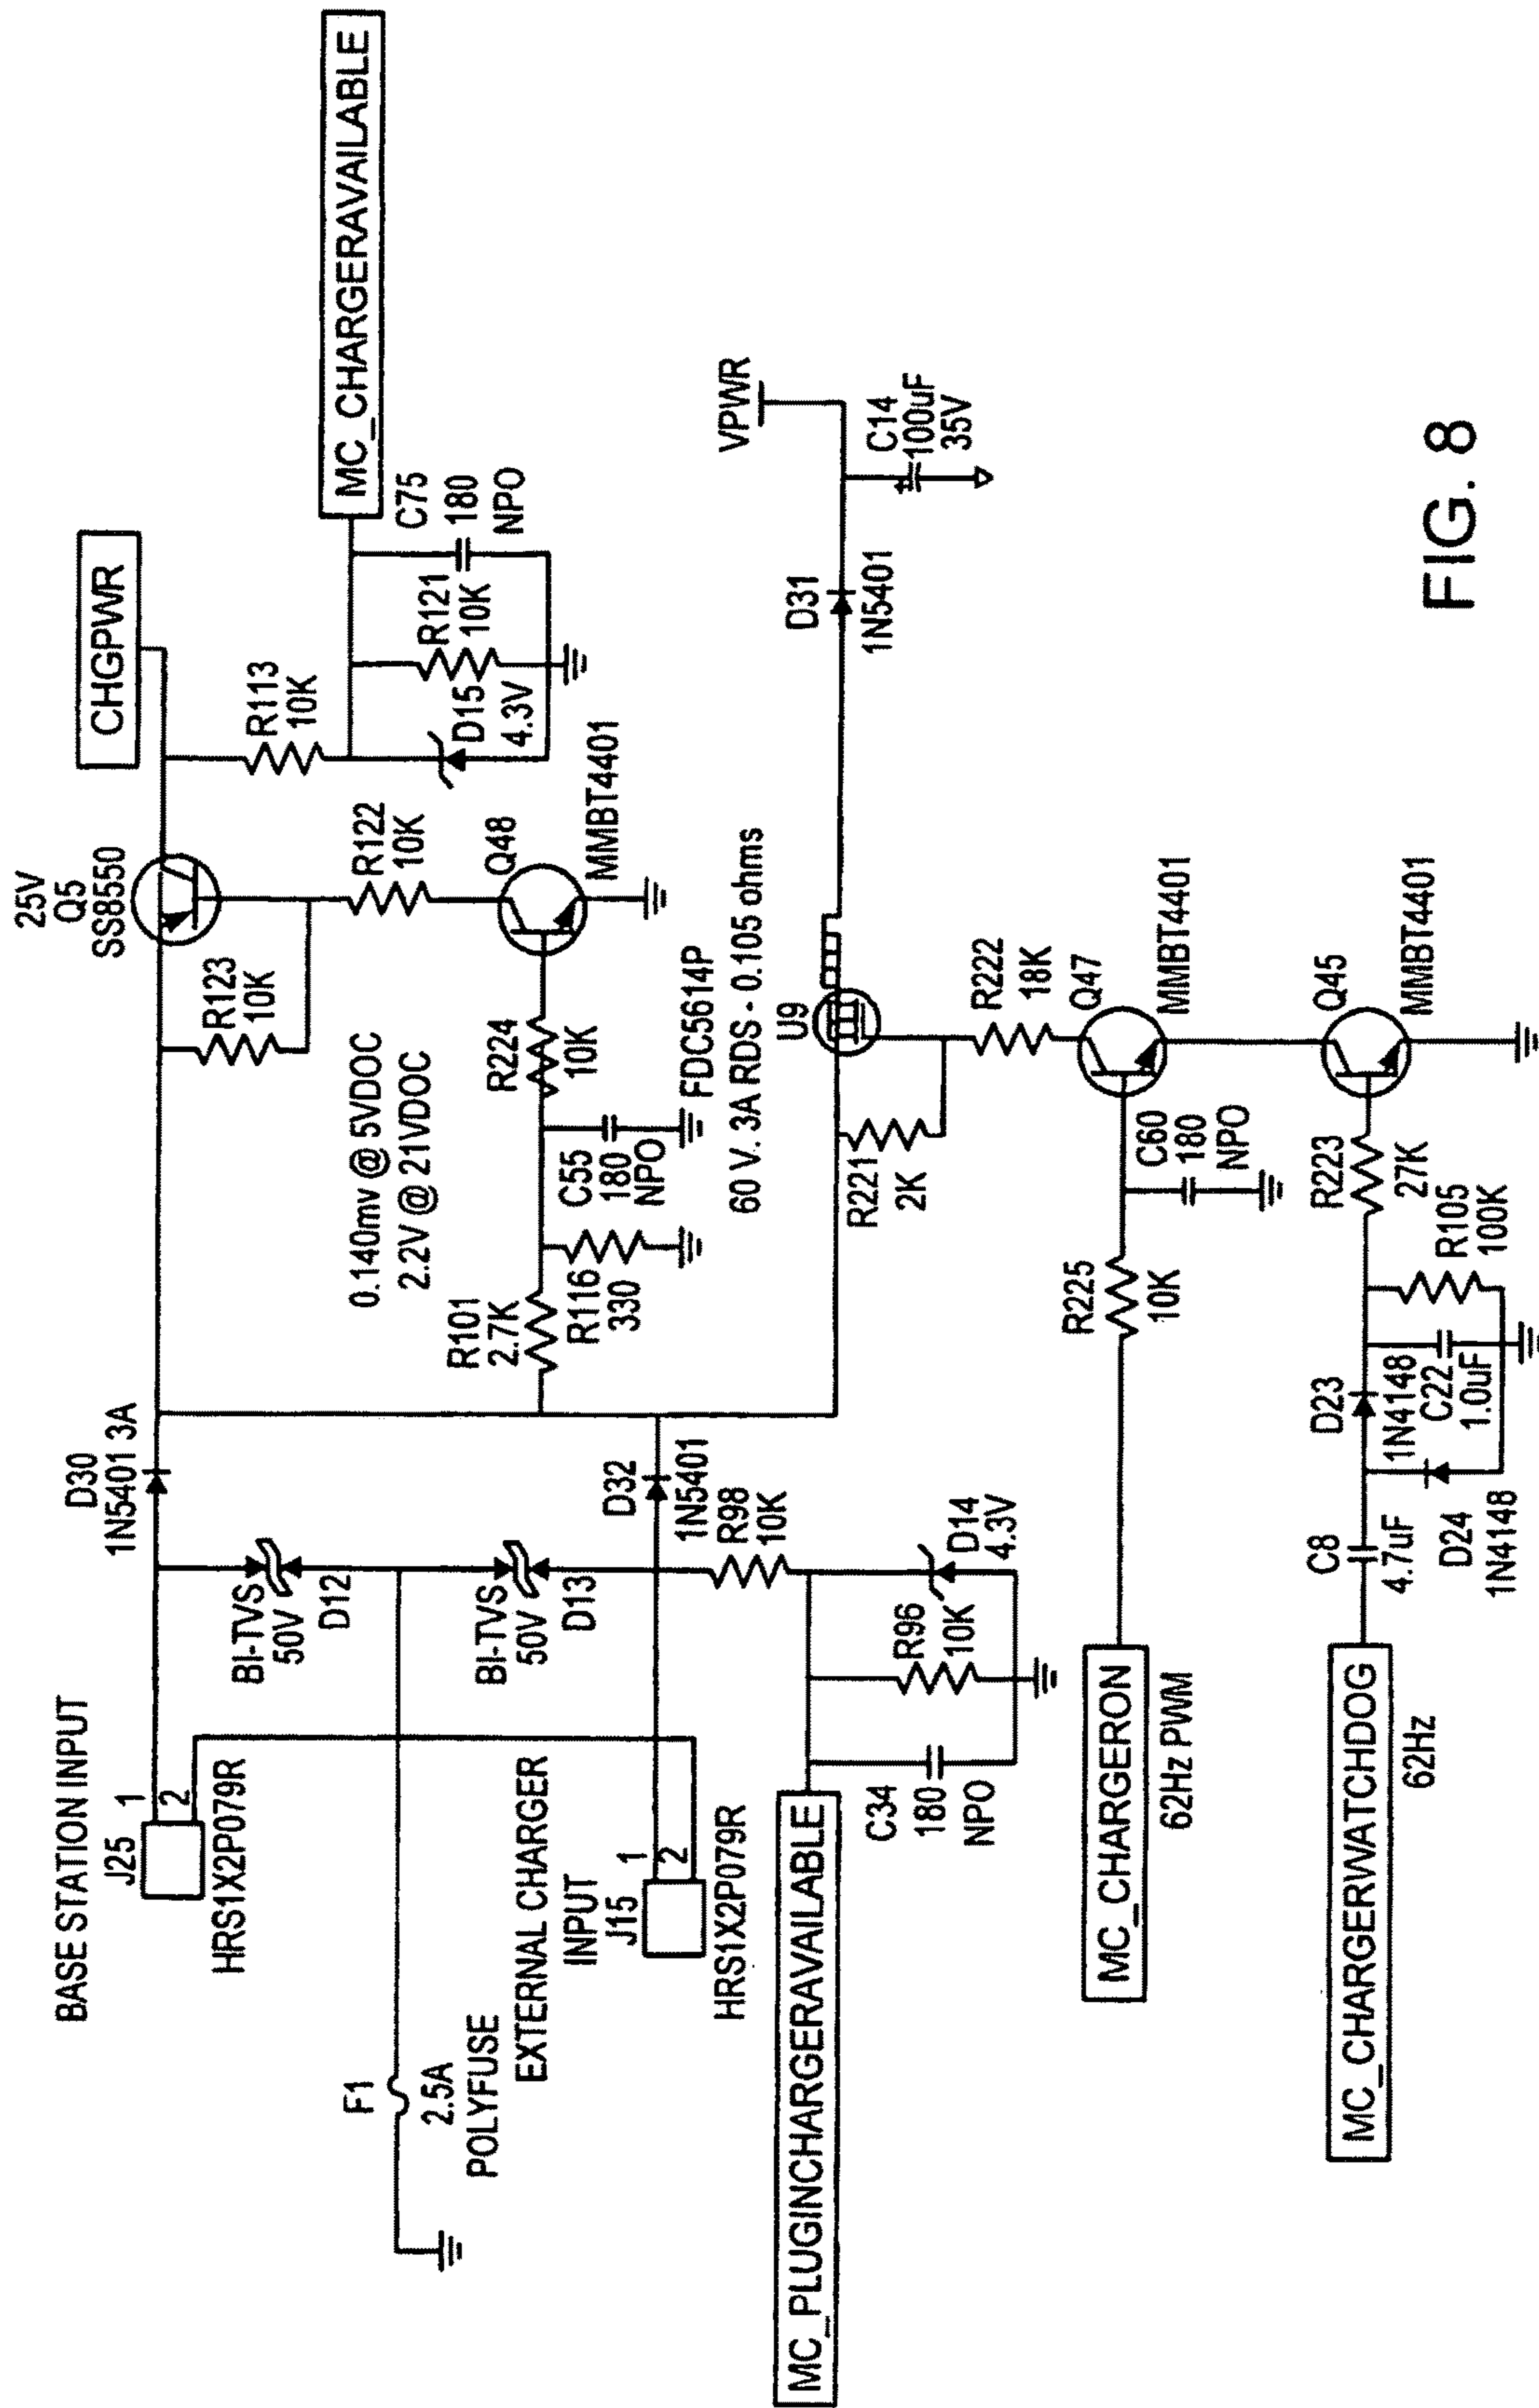 BASE STATION INPUT
J25
1
2
HRS1X2P079R
D30
1N5401 3A
BI-TVS
50V
D12
F1
2.5A
POLYFUSE
BI-TVS
50V
D13
EXTERNAL CHARGER
INPUT
J15
1
2
HRS1X2P079R
D32
1N5401
R98
10K
MC_PLUGINCHARGERAVAILABLE
C34
180
NPO
R96
10K
D14
4.3V
25V
Q5
SS8550
CHGPWR
R123
10K
R113
10K
MC_CHARGERAVAILABLE
R122
10K
D15
4.3V
R121
10K
C75
180
NPO
0.140mv @ 5VDOC
2.2V @ 21VDOC
R101
2.7K
R116
330
C55
180
NPO
R224
10K
Q48
MMBT4401
FDC5614P
60 V. 3A RDS - 0.105 ohms
U9
R221
2K
D31
1N5401
VPWR
C14
100uF
35V
R222
18K
Q47
MMBT4401
MC_CHARGERON
62Hz PWM
R225
10K
C60
180
NPO
Q45
MMBT4401
MC_CHARGERWATCHDOG
62Hz
C8
4.7uF
D24
1N4148
D23
1N4148
C22
1.0uF
R105
100K
R223
27K
FIG. 8